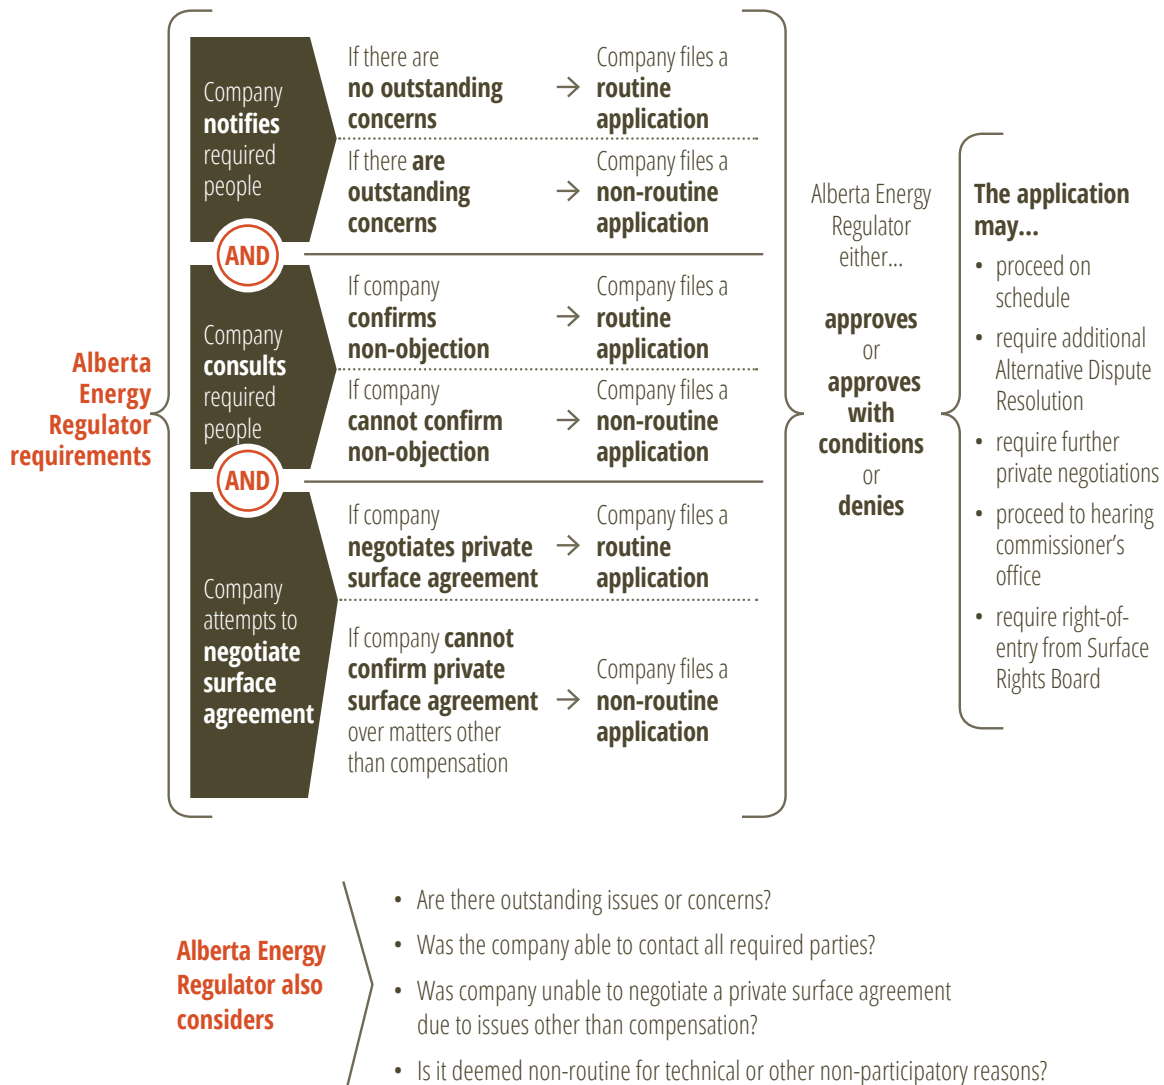 Alberta
Energy
Regulator
requirements
Company
notifies
required
people
If there are
no outstanding
concerns
→
Company files a
routine
application
If there are
outstanding
concerns
→
Company files a
non-routine
application
AND
Company
consults
required
people
If company
confirms
non-objection
→
Company files a
routine
application
If company
cannot confirm
non-objection
→
Company files a
non-routine
application
AND
Company
attempts to
negotiate
surface
agreement
If company
negotiates private
surface agreement
→
Company files a
routine
application
If company cannot
confirm private
surface agreement
over matters other
than compensation
→
Company files a
non-routine
application
Alberta Energy
Regulator
either...
approves
or
approves
with
conditions
or
denies
The application
may...
• proceed on
schedule
• require additional
Alternative Dispute
Resolution
• require further
private negotiations
• proceed to hearing
commissioner's
office
• require right-of-
entry from Surface
Rights Board
Alberta Energy
Regulator also
considers
• Are there outstanding issues or concerns?
• Was the company able to contact all required parties?
• Was company unable to negotiate a private surface agreement
due to issues other than compensation?
• Is it deemed non-routine for technical or other non-participatory reasons?